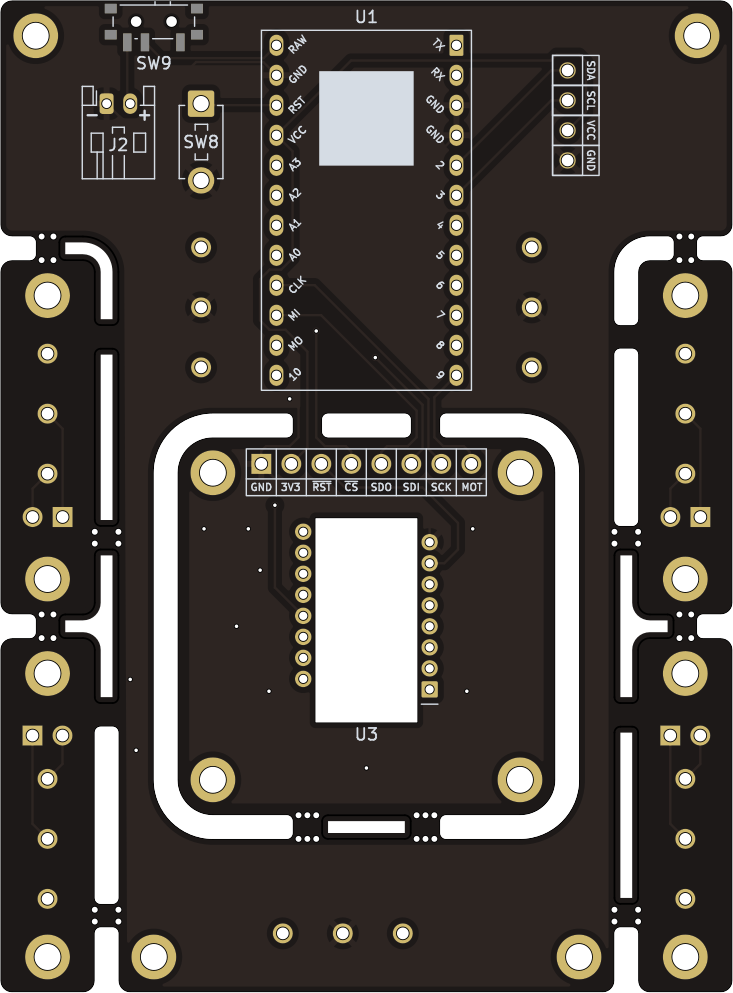 U1
SW9
J2
- +
SW8
RAW
GND
RST
VCC
A3
A2
A1
A0
CLK
MI
MO
10
TX
RX
GND
GND
2
3
4
5
6
7
8
9
SDA
SCL
VCC
GND
GND 3V3 RST CS SDO SDI SCK MOT
U3